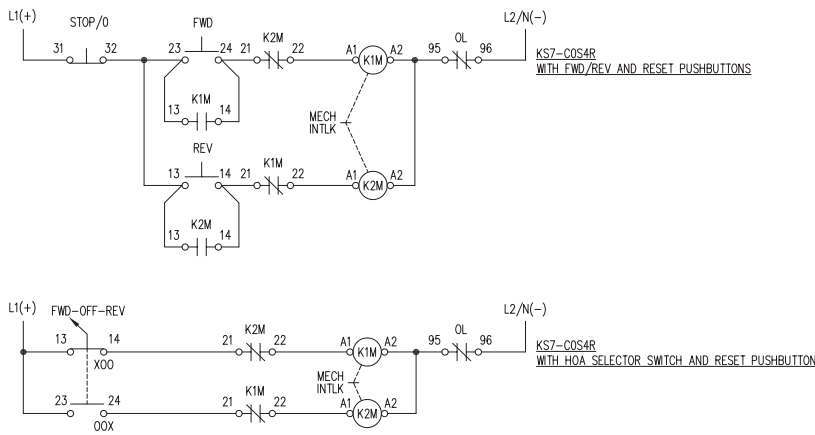 L1(+) STOP/0 FWD K2M L2/N(-)
31 32 23 24 21 22 A1 K1M A2 95 OL 96
KS7-C0S4R
WITH FWD/REV AND RESET PUSHBUTTONS
13 K1M 14
MECH
INTLK
REV
13 14 21 K1M 22 A1 K2M A2
13 K2M 14
L1(+) FWD-OFF-REV L2/N(-)
13 14 21 K2M 22 A1 K1M A2 95 OL 96
X00
KS7-C0S4R
WITH HOA SELECTOR SWITCH AND RESET PUSHBUTTON
MECH
INTLK
23 24 21 K1M 22 A1 K2M A2
00X